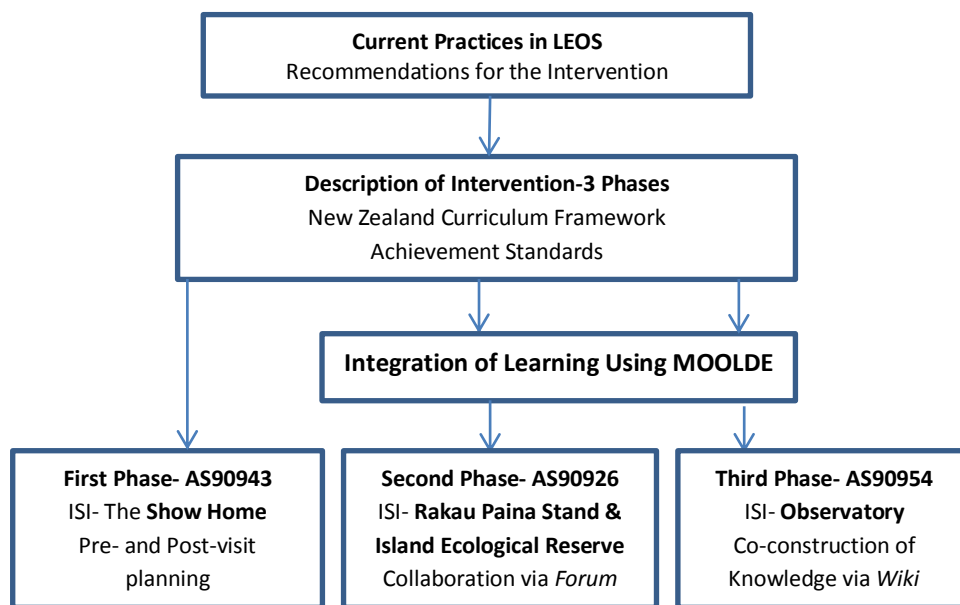 Current Practices in LEOS
Recommendations for the Intervention
Description of Intervention-3 Phases
New Zealand Curriculum Framework
Achievement Standards
Integration of Learning Using MOOLDE
First Phase- AS90943
ISI- The Show Home
Pre- and Post-visit
planning
Second Phase- AS90926
ISI- Rakau Paina Stand &
Island Ecological Reserve
Collaboration via Forum
Third Phase- AS90954
ISI- Observatory
Co-construction of
Knowledge via Wiki